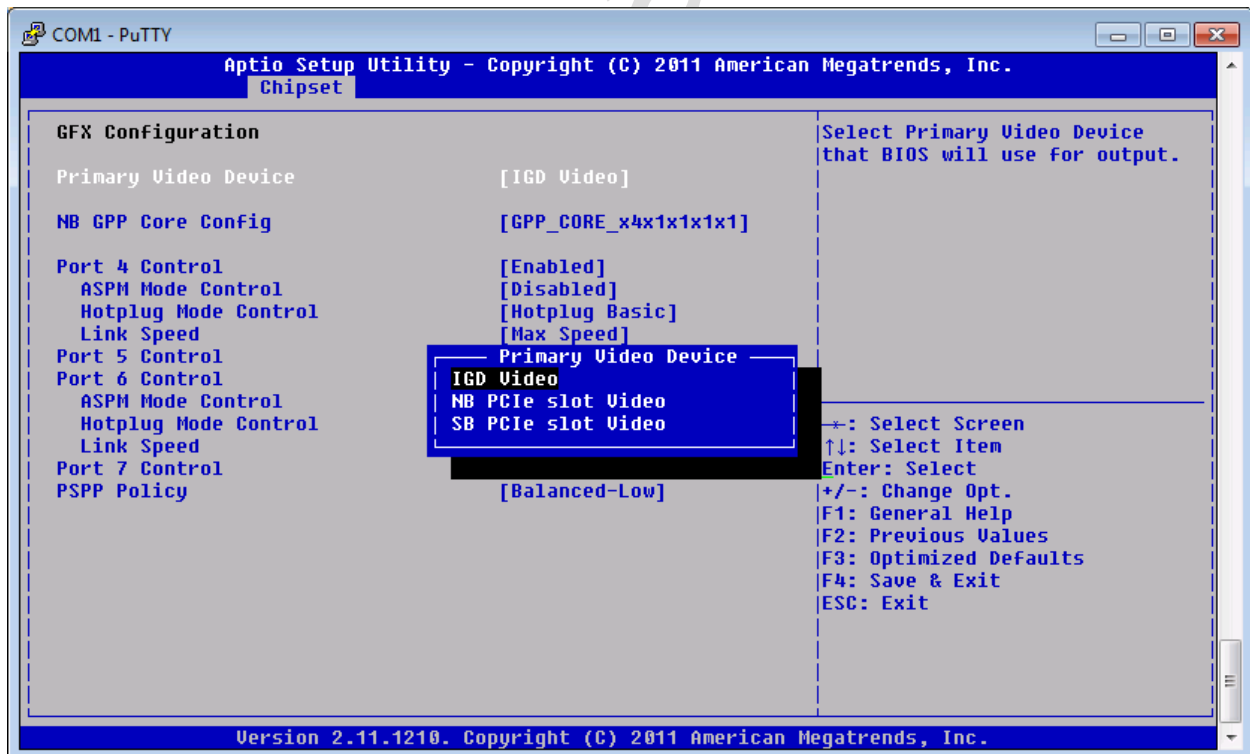 COM1 - PuTTY
Aptio Setup Utility - Copyright (C) 2011 American Megatrends, Inc.
Chipset
GFX Configuration
Primary Video Device [IGD Video]
NB GPP Core Config [GPP_CORE_x4x1x1x1x1]
Port 4 Control [Enabled]
ASPM Mode Control [Disabled]
Hotplug Mode Control [Hotplug Basic]
Link Speed [Max Speed]
Port 5 Control
Port 6 Control
ASPM Mode Control
Hotplug Mode Control
Link Speed
Port 7 Control
PSPP Policy [Balanced-Low]
Primary Video Device
IGD Video
NB PCIe slot Video
SB PCIe slot Video
Select Primary Video Device
that BIOS will use for output.
→←: Select Screen
↑↓: Select Item
Enter: Select
+/-: Change Opt.
F1: General Help
F2: Previous Values
F3: Optimized Defaults
F4: Save & Exit
ESC: Exit
Version 2.11.1210. Copyright (C) 2011 American Megatrends, Inc.